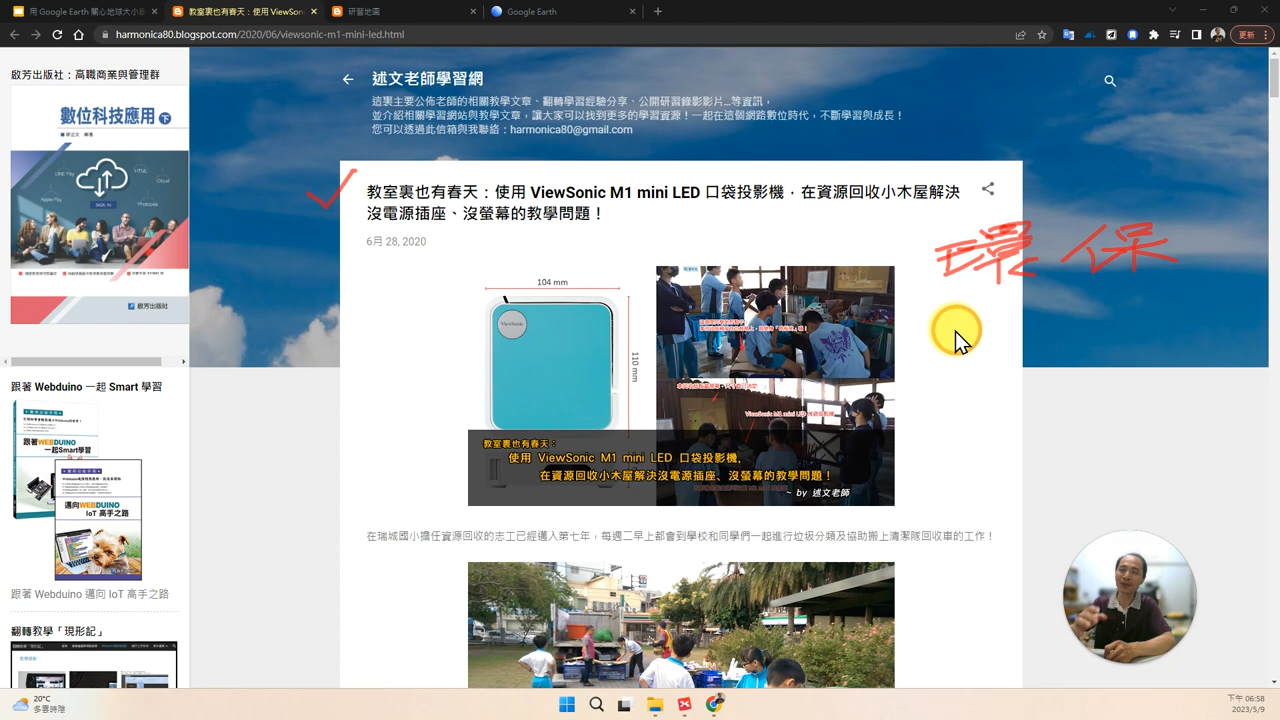 用 Google Earth 關心地球大小事
教室裏也有春天：使用 ViewSonic
研習地圖
Google Earth
harmonica80.blogspot.com/2020/06/viewsonic-m1-mini-led.html
更新
啟芳出版社：高職商業與管理群
數位科技應用 下
LINE Pay
HTML
Cloud
Apple Pay
SIGN IN
Photopea
啟芳出版社
跟著 Webduino 一起 Smart 學習
跟著WEBDUINO
一起Smart學習
邁向WEBDUINO
IoT 高手之路
跟著 Webduino 邁向 IoT 高手之路
翻轉教學「現形記」
述文老師學習網
這裏主要公佈老師的相關教學文章、翻轉學習經驗分享、公開研習錄影影片...等資訊，
並介紹相關學習網站與教學文章，讓大家可以找到更多的學習資源！一起在這個網路數位時代，不斷學習與成長！
您可以透過此信箱與我聯絡：harmonica80@gmail.com
教室裏也有春天：使用 ViewSonic M1 mini LED 口袋投影機，在資源回收小木屋解決
沒電源插座、沒螢幕的教學問題！
6月 28, 2020
環保
104 mm
ViewSonic
110 mm
ViewSonic M1 mini LED 口袋投影機
教室裏也有春天：
使用 ViewSonic M1 mini LED 口袋投影機，
在資源回收小木屋解決沒電源插座、沒螢幕的教學問題！
~ by 述文老師
在瑞城國小擔任資源回收的志工已經邁入第七年，每週二早上都會到學校和同學們一起進行垃圾分類及協助搬上清潔隊回收車的工作！
20°C
多雲時陰
下午 06:58
2023/5/9